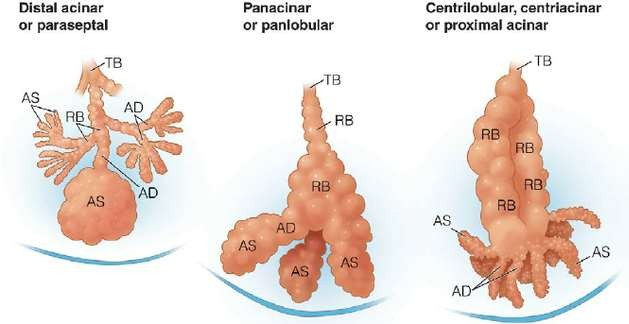 Distal acinar
or paraseptal
TB
AS
RB
AD
AD
AS
Panacinar
or panlobular
TB
RB
RB
AD
AS
AS
AS
Centrilobular, centriacinar
or proximal acinar
TB
RB
RB
RB
RB
AS
AS
AD